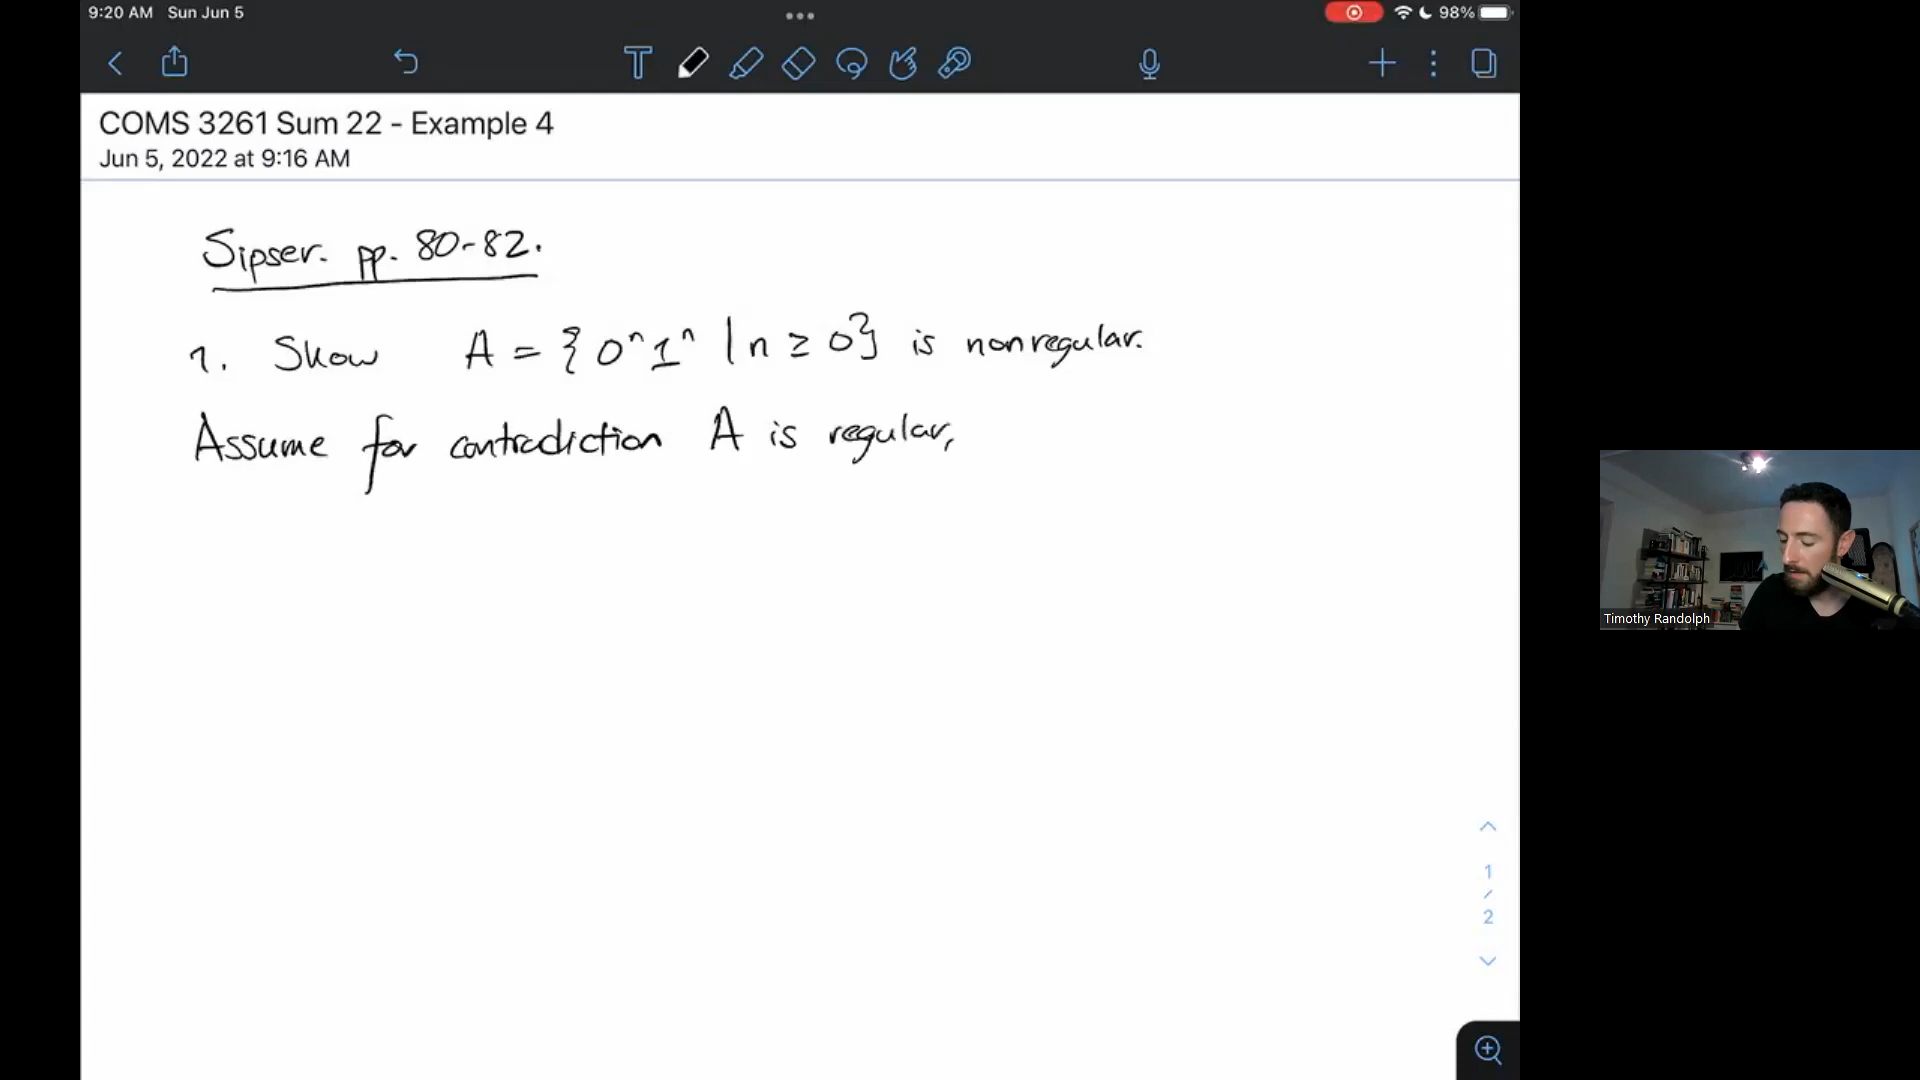 9:20 AM Sun Jun 5
98%
COMS 3261 Sum 22 - Example 4
Jun 5, 2022 at 9:16 AM
Sipser. pp. 80-82.
1. Show A = { 0ⁿ1ⁿ | n ≥ 0} is nonregular.
Assume for contradiction A is regular,
Timothy Randolph
1
/
2